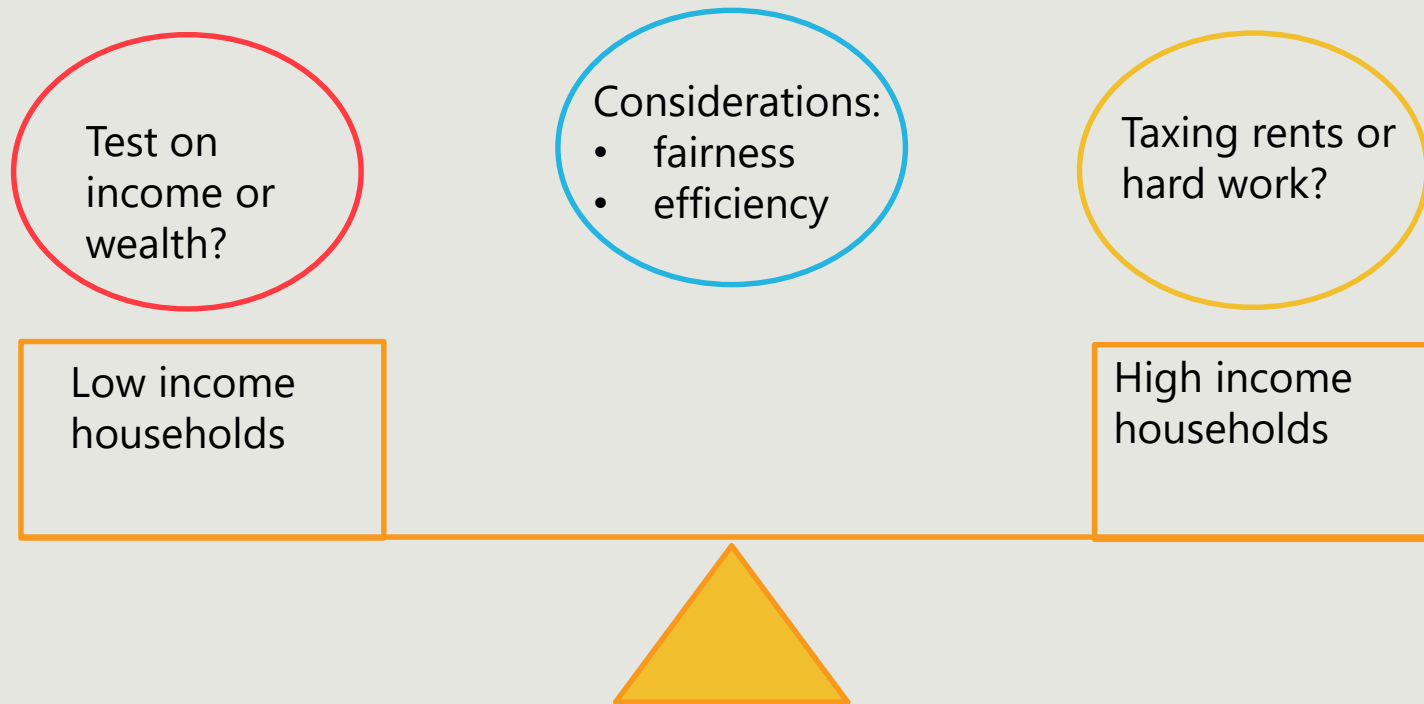 Test on
income or
wealth?
Considerations:
• fairness
• efficiency
Taxing rents or
hard work?
Low income
households
High income
households